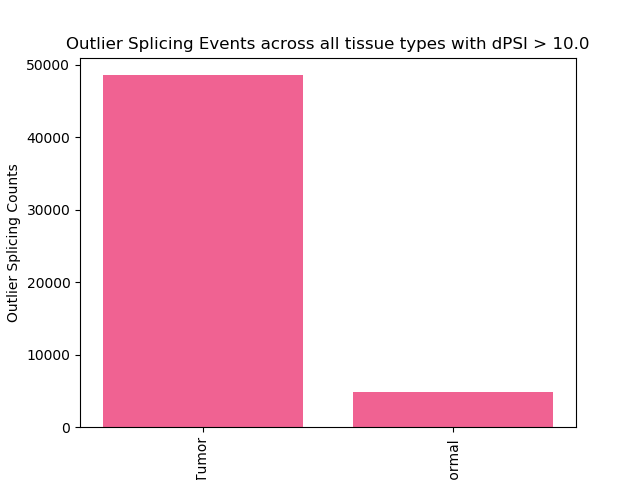 Outlier Splicing Events across all tissue types with dPSI > 10.0
50000
40000
30000
20000
10000
0
Outlier Splicing Counts
Tumor
ormal